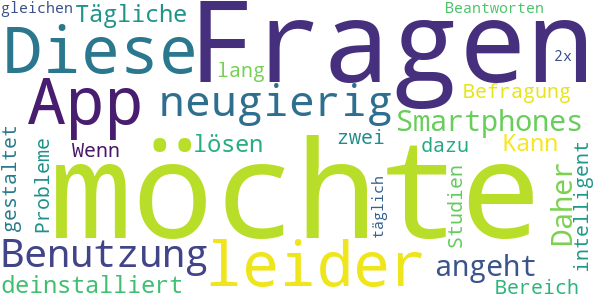 gleichen
Tägliche
Fragen
Beantworten
Diese
2x
lang
App
neugierig
Befragung
Smartphones
gestaltet
Probleme
Wenn
lösen
zwei
dazu
Kann
möchte
täglich
Studien
Daher
intelligent
Benutzung
leider
angeht
deinstalliert
Bereich